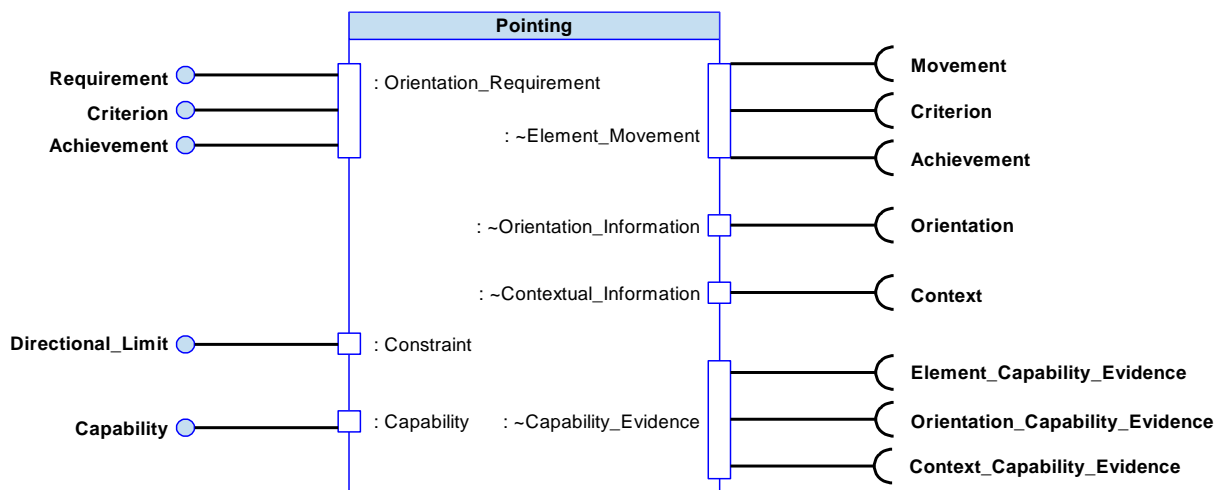 Pointing
Requirement
Criterion
Achievement
: Orientation_Requirement
: ~Element_Movement
Movement
Criterion
Achievement
: ~Orientation_Information
Orientation
: ~Contextual_Information
Context
Directional_Limit
: Constraint
Capability
: Capability
: ~Capability_Evidence
Element_Capability_Evidence
Orientation_Capability_Evidence
Context_Capability_Evidence